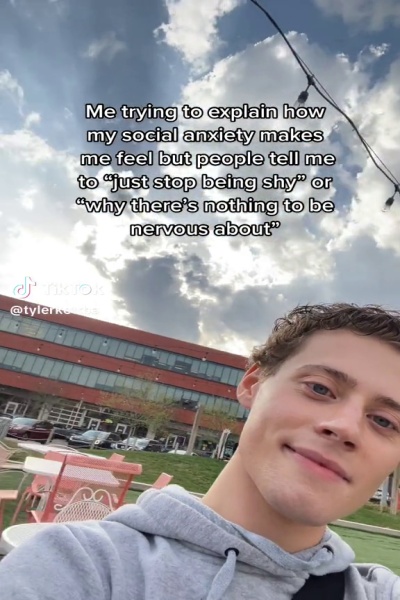 Me trying to explain how
my social anxiety makes
me feel but people tell me
to “just stop being shy” or
“why there’s nothing to be
nervous about”
TikTok